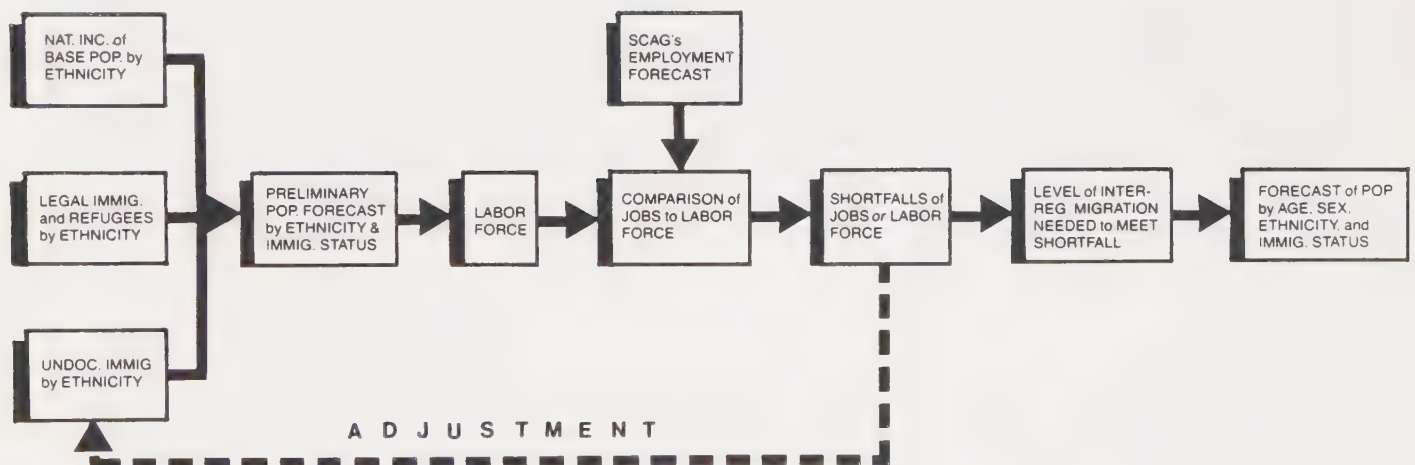 NAT. INC. of
BASE POP. by
ETHNICITY
LEGAL IMMIG.
and REFUGEES
by ETHNICITY
UNDOC. IMMIG
by ETHNICITY
PRELIMINARY
POP. FORECAST
by ETHNICITY &
IMMIG. STATUS
LABOR
FORCE
SCAG's
EMPLOYMENT
FORECAST
COMPARISON of
JOBS to LABOR
FORCE
SHORTFALLS of
JOBS or LABOR
FORCE
LEVEL of INTER-
REG MIGRATION
NEEDED to MEET
SHORTFALL
FORECAST of POP
by AGE, SEX,
ETHNICITY, and
IMMIG. STATUS
ADJUSTMENT